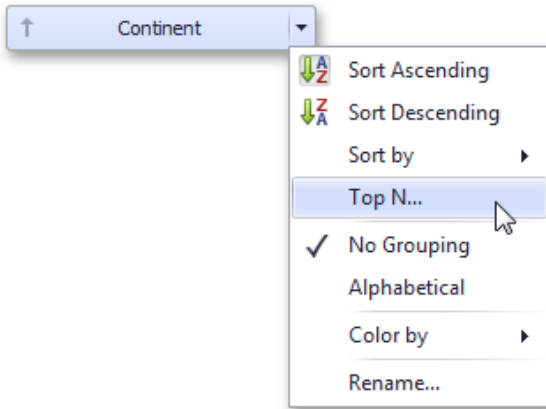 Continent
Sort Ascending
Sort Descending
Sort by
Top N...
No Grouping
Alphabetical
Color by
Rename...